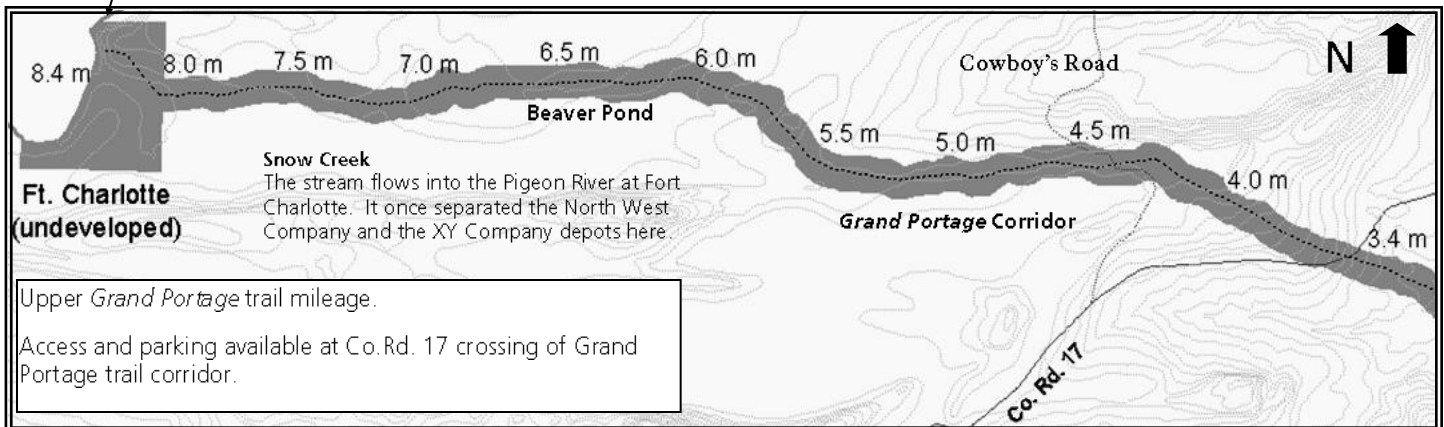 8.4 m
8.0 m
7.5 m
7.0 m
6.5 m
6.0 m
Cowboy's Road
N
Beaver Pond
5.5 m
5.0 m
4.5 m
Snow Creek
The stream flows into the Pigeon River at Fort
Charlotte. It once separated the North West
Company and the XY Company depots here.
Ft. Charlotte
(undeveloped)
4.0 m
Grand Portage Corridor
3.4 m
Upper Grand Portage trail mileage.
Access and parking available at Co.Rd. 17 crossing of Grand
Portage trail corridor.
Co. Rd. 17